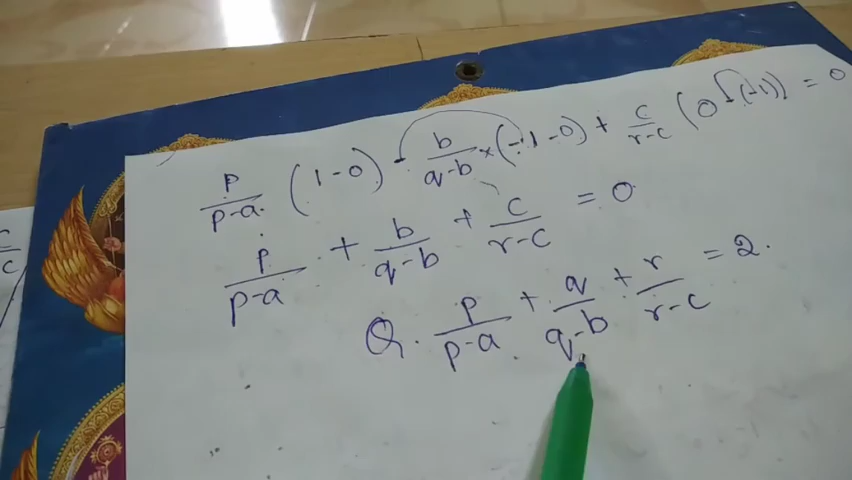 p/(p-a) (1-0) - b/(q-b) × (-1-0) + c/(r-c) (0-(-1)) = 0
p/(p-a) + b/(q-b) + c/(r-c) = 0
Q. p/(p-a) + q/(q-b) + r/(r-c) = 2.
c/c